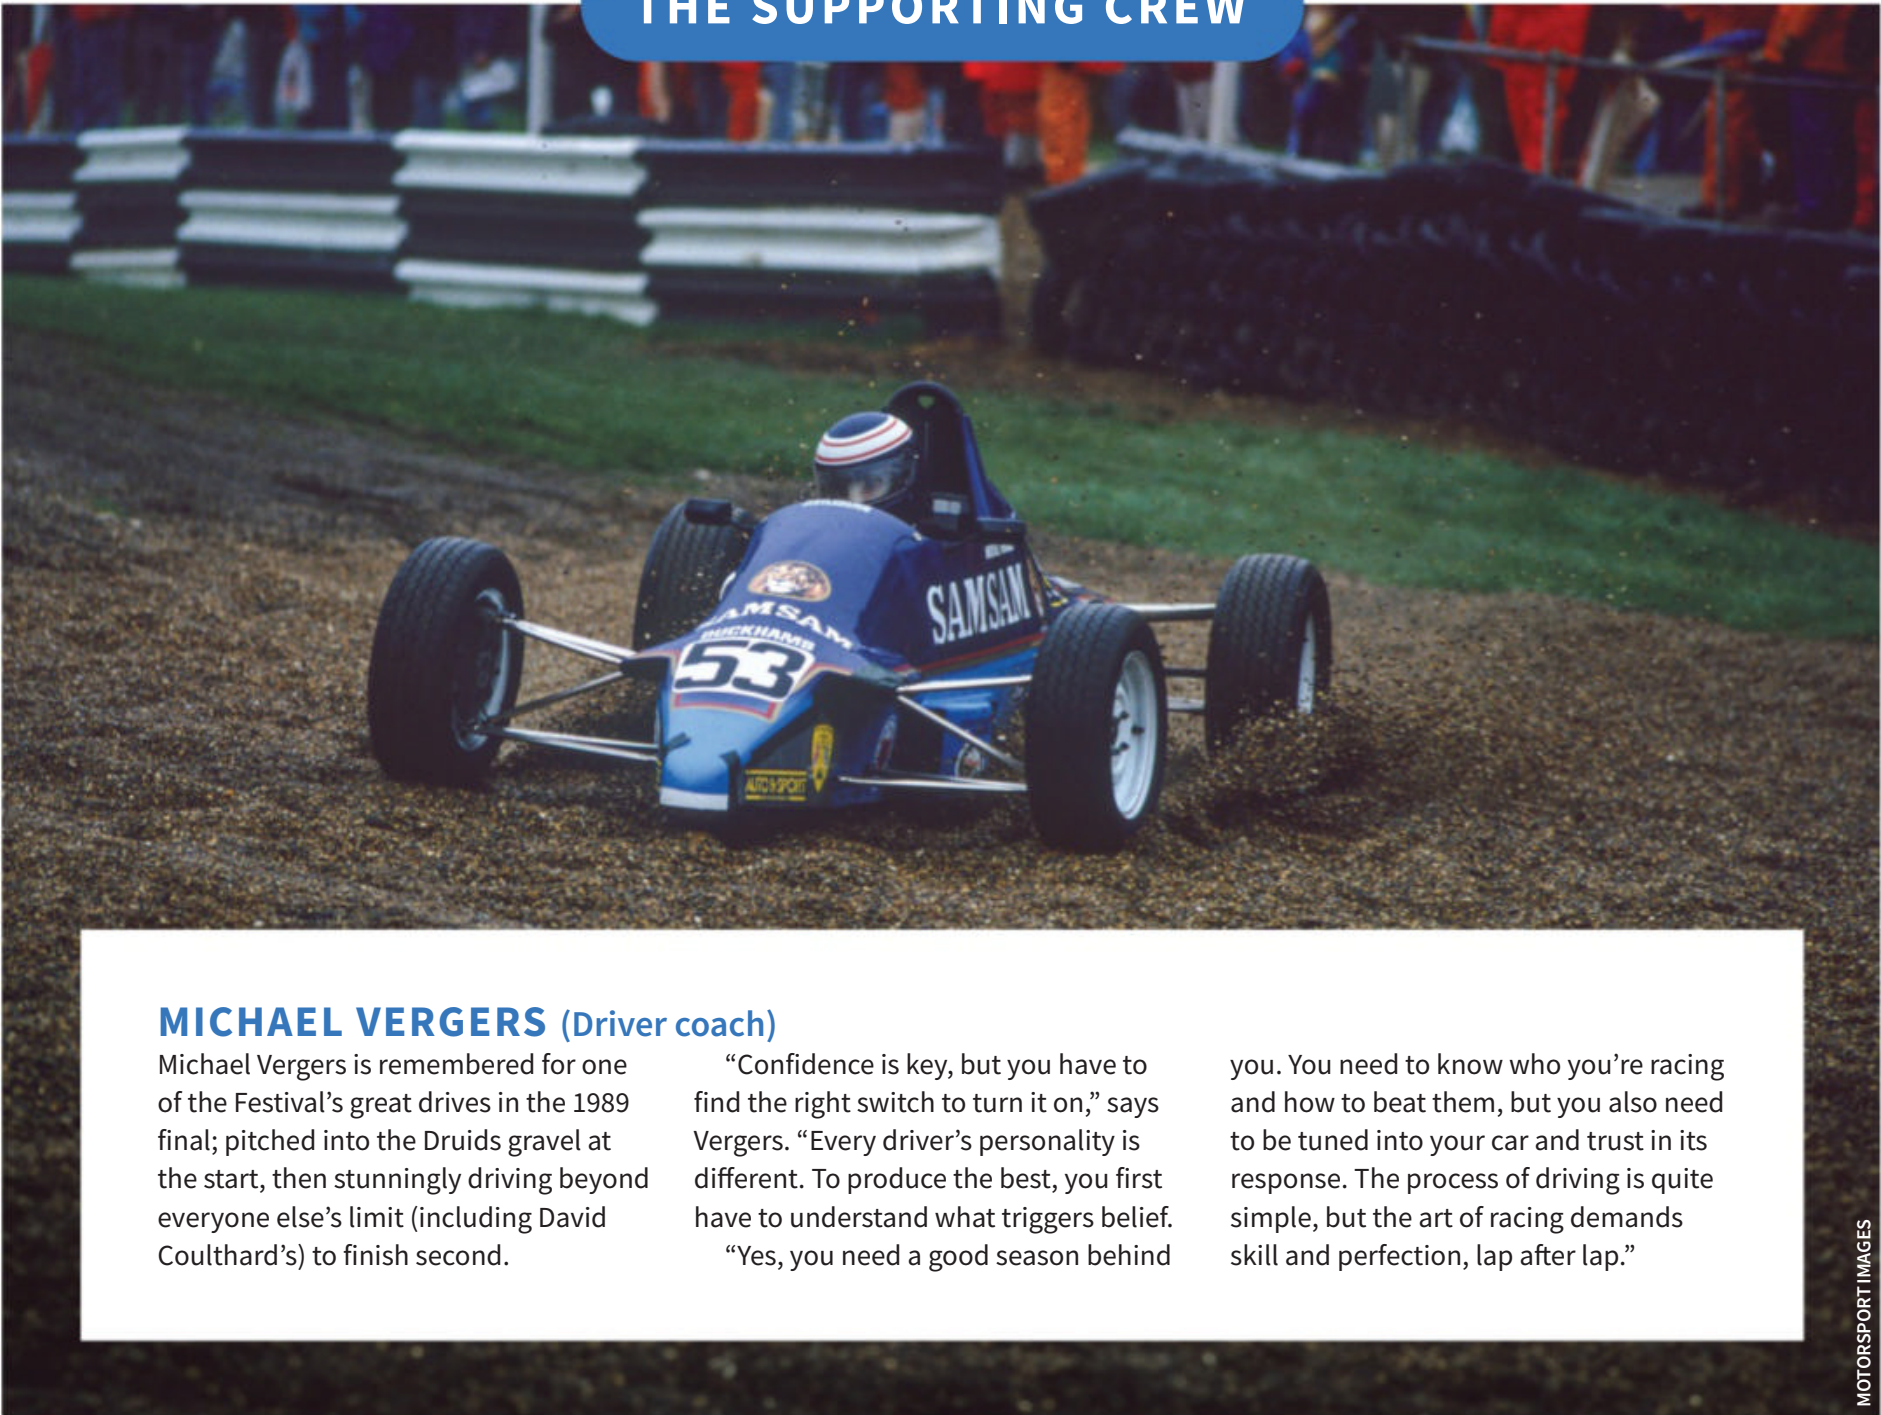 THE SUPPORTING CREW
SAMSAM
SAMSAM
DUCKHAMS
53
AUTOSPORT
MICHAEL VERGERS (Driver coach)
Michael Vergers is remembered for one
of the Festival’s great drives in the 1989
final; pitched into the Druids gravel at
the start, then stunningly driving beyond
everyone else’s limit (including David
Coulthard’s) to finish second.
“Confidence is key, but you have to
find the right switch to turn it on,” says
Vergers. “Every driver’s personality is
different. To produce the best, you first
have to understand what triggers belief.
“Yes, you need a good season behind
you. You need to know who you’re racing
and how to beat them, but you also need
to be tuned into your car and trust in its
response. The process of driving is quite
simple, but the art of racing demands
skill and perfection, lap after lap.”
MOTORSPORT IMAGES